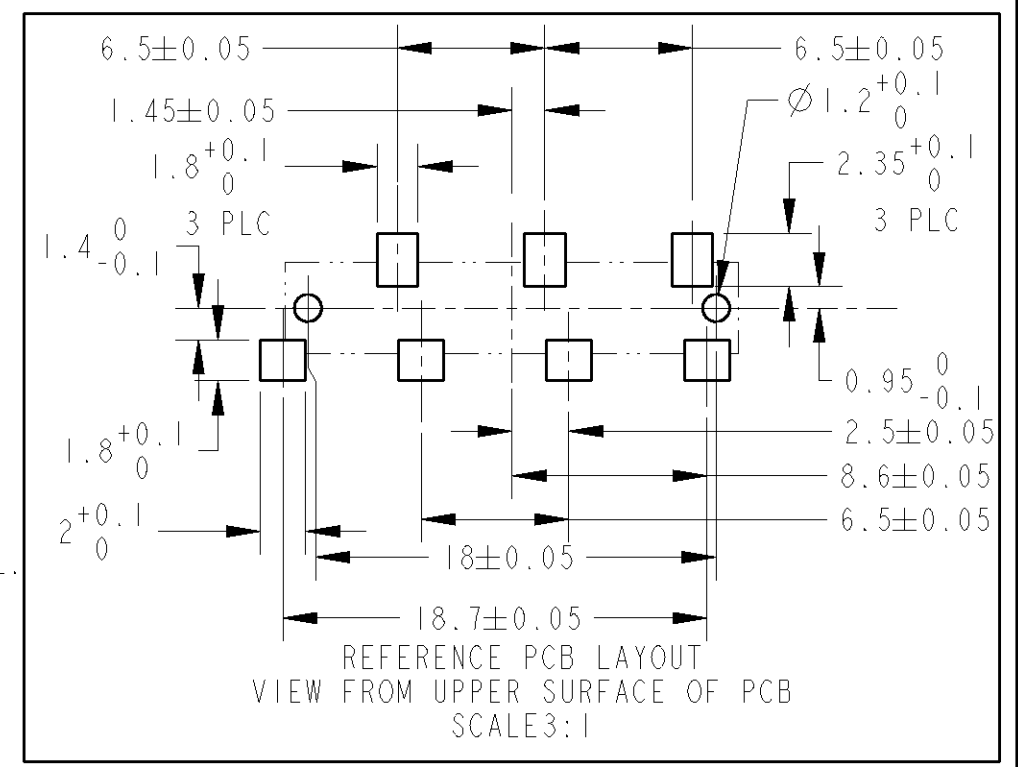 6.5±0.05
6.5±0.05
1.45±0.05
Ø1.2 +0.1 0
1.8 +0.1 0
3 PLC
2.35 +0.1 0
3 PLC
1.4 0 -0.1
0.95 0 -0.1
1.8 +0.1 0
2.5±0.05
8.6±0.05
2 +0.1 0
6.5±0.05
18±0.05
18.7±0.05
REFERENCE PCB LAYOUT
VIEW FROM UPPER SURFACE OF PCB
SCALE3:1